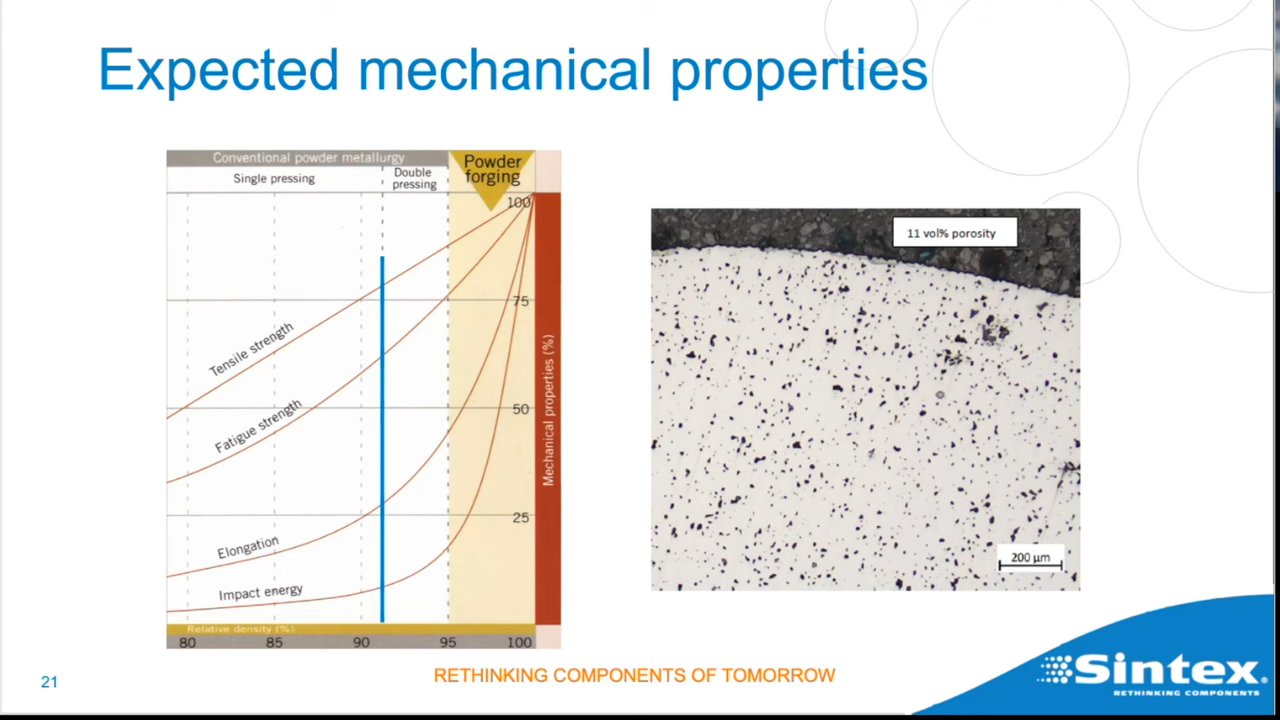 Expected mechanical properties
Conventional powder metallurgy
Single pressing
Double
pressing
Powder
forging
100
75
50
25
Tensile strength
Fatigue strength
Elongation
Impact energy
Mechanical properties (%)
Relative density (%)
80 85 90 95 100
11 vol% porosity
200 µm
21
RETHINKING COMPONENTS OF TOMORROW
Sintex®
RETHINKING COMPONENTS